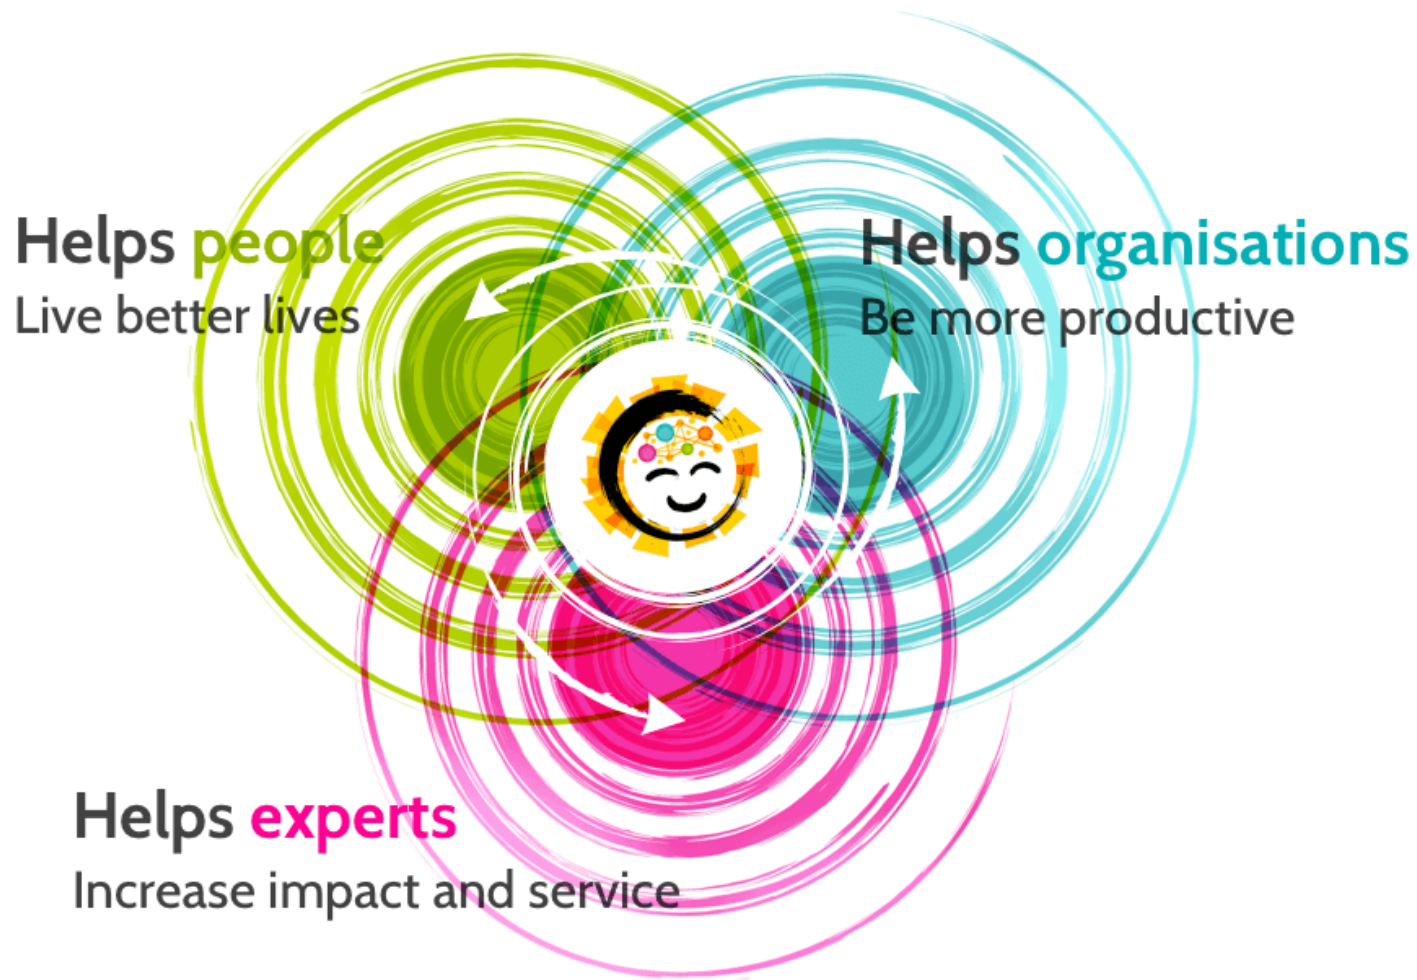 Helps people
Live better lives
Helps organisations
Be more productive
Helps experts
Increase impact and service